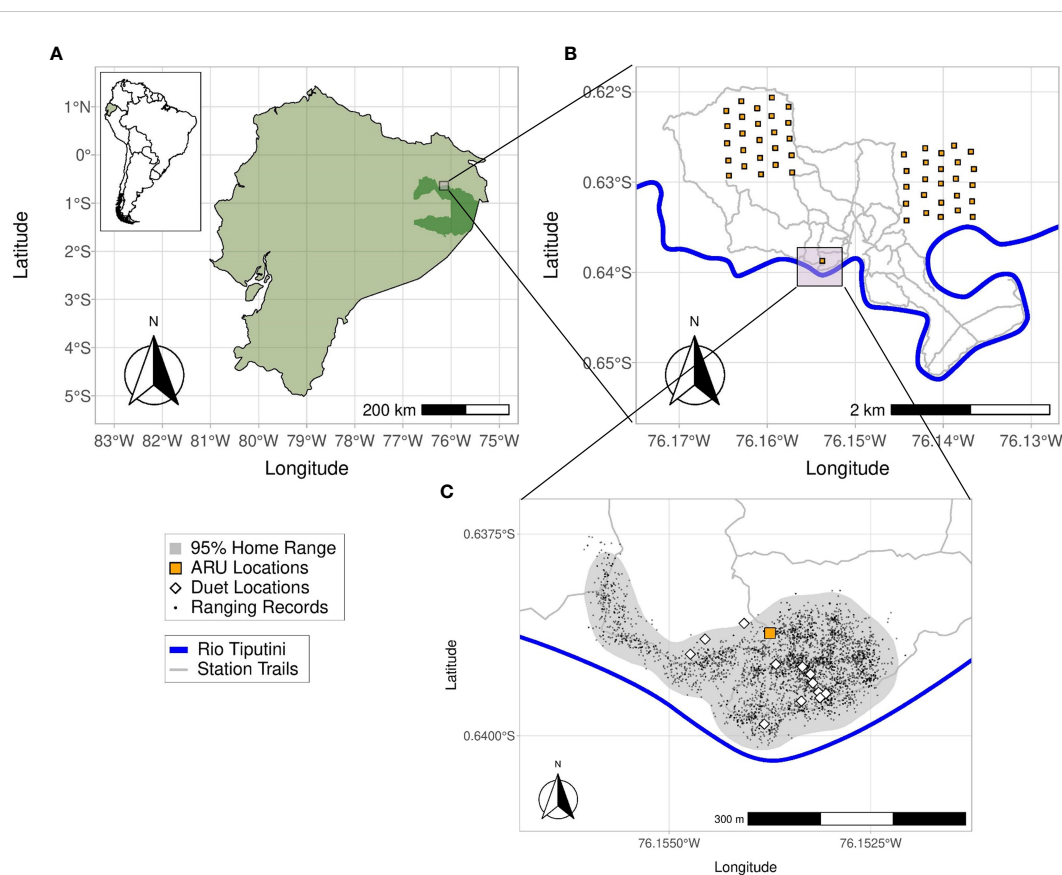 A
B
1°N
0°
1°S
2°S
3°S
4°S
5°S
Latitude
N
200 km
83°W 82°W 81°W 80°W 79°W 78°W 77°W 76°W 75°W
Longitude
0.62°S
0.63°S
0.64°S
0.65°S
Latitude
N
2 km
76.17°W 76.16°W 76.15°W 76.14°W 76.13°W
Longitude
C
95% Home Range
ARU Locations
Duet Locations
Ranging Records
Rio Tiputini
Station Trails
0.6375°S
0.6400°S
Latitude
N
300 m
76.1550°W 76.1525°W
Longitude